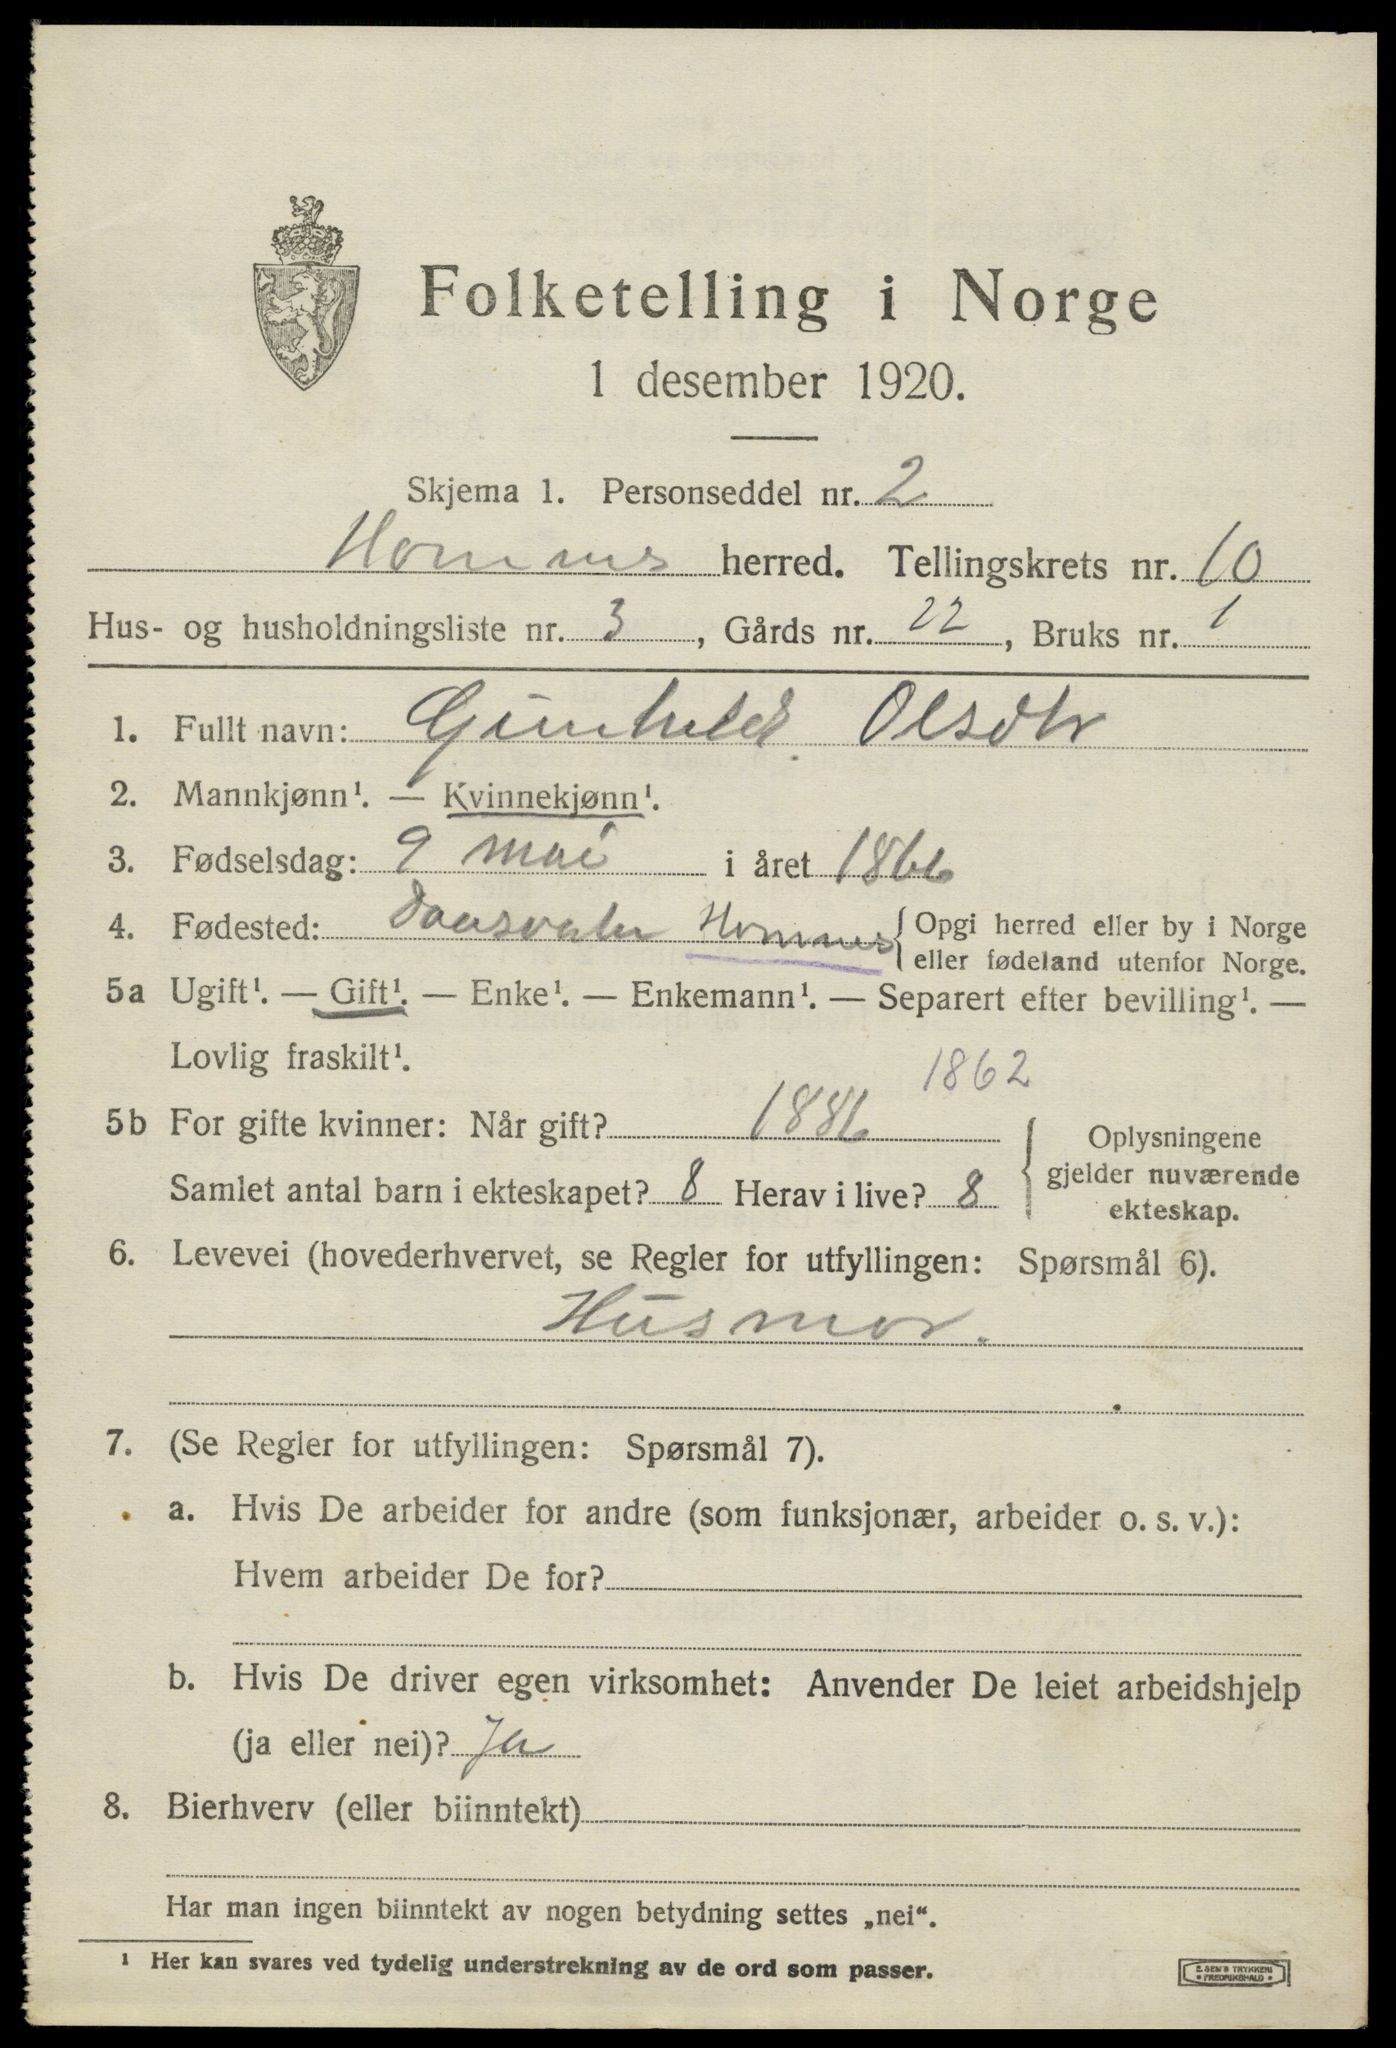 Folketelling i Norge
1 desember 1920.
Skjema 1. Personseddel nr. 2
Hommes herred. Tellingskrets nr. 10
Hus- og husholdningsliste nr. 3, Gårds nr. 22, Bruks nr. 1
1. Fullt navn: Gunhild Olsdtr
2. Mannkjønn¹. — Kvinnekjønn¹.
3. Fødselsdag: 9 mai i året 1866
4. Fødested: Hommes { Opgi herred eller by i Norge
eller fødeland utenfor Norge.
5a Ugift¹. — Gift¹. — Enke¹. — Enkemann¹. — Separert efter bevilling¹. —
Lovlig fraskilt¹.
1862
5b For gifte kvinner: Når gift? 1886
Samlet antal barn i ekteskapet? 8 Herav i live? 8
{ Oplysningene
gjelder nuværende
ekteskap.
6. Levevei (hovederhvervet, se Regler for utfyllingen: Spørsmål 6).
Husmor.
7. (Se Regler for utfyllingen: Spørsmål 7).
a. Hvis De arbeider for andre (som funksjonær, arbeider o. s. v.):
Hvem arbeider De for?
b. Hvis De driver egen virksomhet: Anvender De leiet arbeidshjelp
(ja eller nei)? Ja
8. Bierhverv (eller biinntekt)
Har man ingen biinntekt av nogen betydning settes „nei“.
¹ Her kan svares ved tydelig understrekning av de ord som passer.
E. SEM'S TRYKKERI
• FREDRIKSHALD •